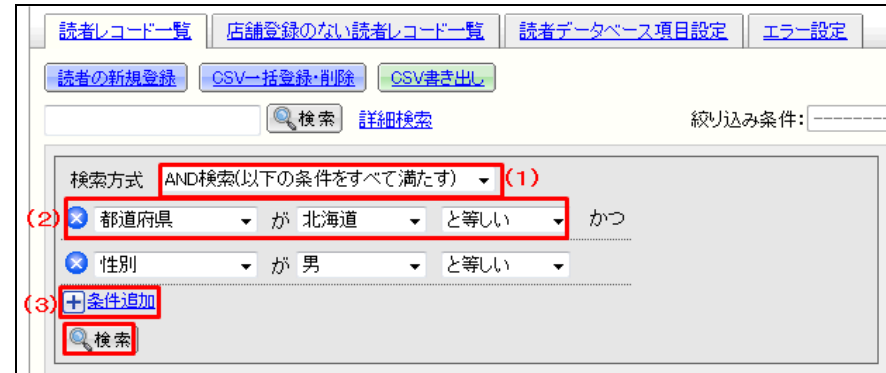 読者レコード一覧 店舗登録のない読者レコード一覧 読者データベース項目設定 エラー設定
読者の新規登録 CSV一括登録・削除 CSV書き出し
検索 詳細検索 絞り込み条件: --------
検索方式 AND検索(以下の条件をすべて満たす) (1)
(2) 都道府県 が 北海道 と等しい かつ
性別 が 男 と等しい
(3) 条件追加
検索